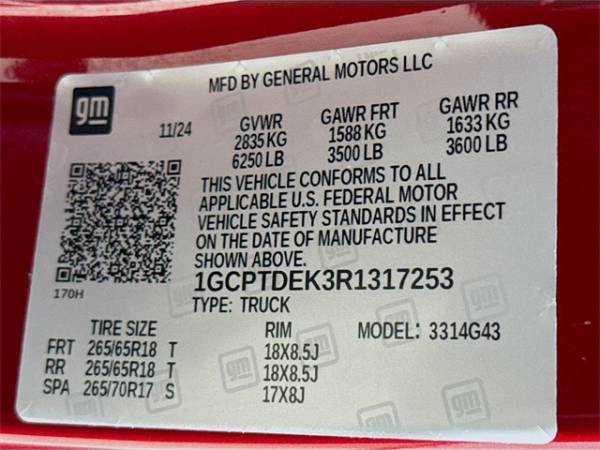 MFD BY GENERAL MOTORS LLC
gm
11/24
GVWR GAWR FRT GAWR RR
2835 KG 1588 KG 1633 KG
6250 LB 3500 LB 3600 LB
THIS VEHICLE CONFORMS TO ALL
APPLICABLE U.S. FEDERAL MOTOR
VEHICLE SAFETY STANDARDS IN EFFECT
ON THE DATE OF MANUFACTURE
SHOWN ABOVE.
170H
1GCPTDEK3R1317253
TYPE: TRUCK
TIRE SIZE RIM MODEL: 3314G43
FRT 265/65R18 T 18X8.5J
RR 265/65R18 T 18X8.5J
SPA 265/70R17 S 17X8J